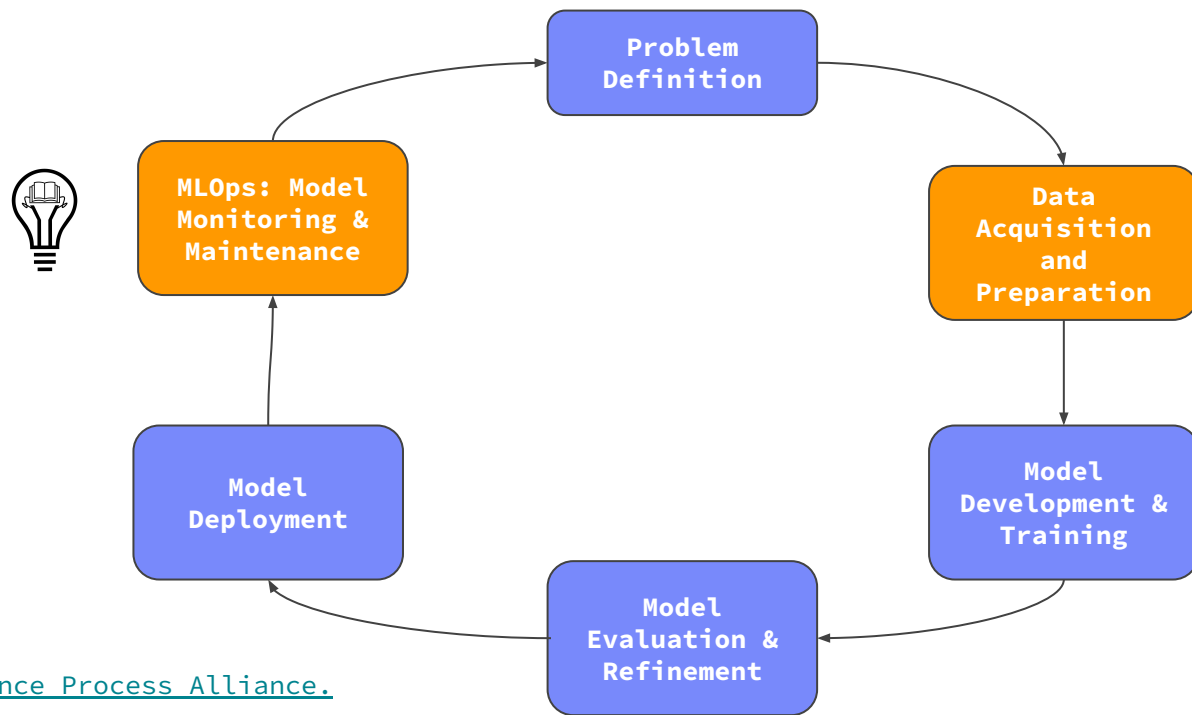 Problem
Definition
Data
Acquisition
and
Preparation
Model
Development &
Training
Model
Evaluation &
Refinement
Model
Deployment
MLOps: Model
Monitoring &
Maintenance
Process Alliance.